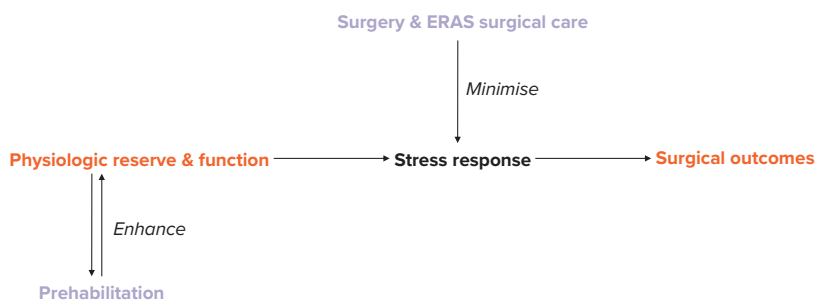 Surgery & ERAS surgical care
Minimise
Physiologic reserve & function
Stress response
Surgical outcomes
Enhance
Prehabilitation